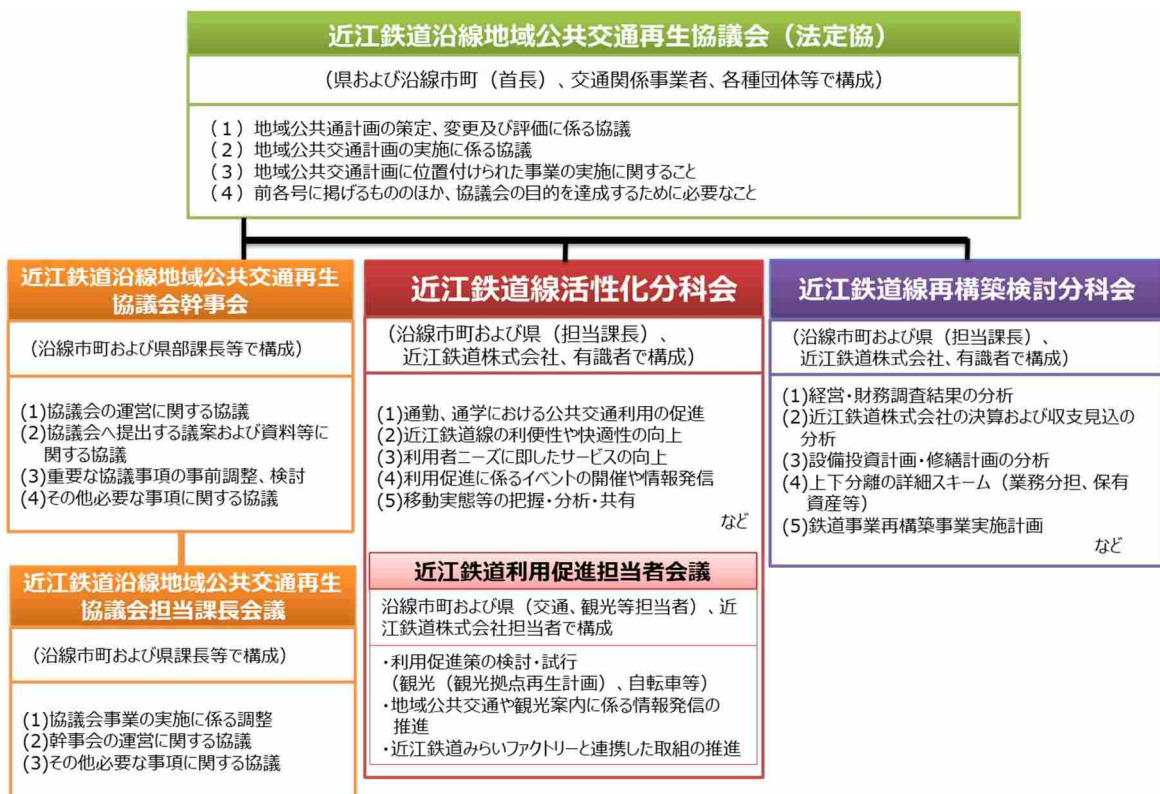 近江鉄道沿線地域公共交通再生協議会（法定協）
（県および沿線市町（首長）、交通関係事業者、各種団体等で構成）
（1）地域公共通計画の策定、変更及び評価に係る協議
（2）地域公共交通計画の実施に係る協議
（3）地域公共交通計画に位置付けられた事業の実施に関すること
（4）前各号に掲げるもののほか、協議会の目的を達成するために必要なこと
近江鉄道沿線地域公共交通再生
協議会幹事会
（沿線市町および県部課長等で構成）
(1)協議会の運営に関する協議
(2)協議会へ提出する議案および資料等に
関する協議
(3)重要な協議事項の事前調整、検討
(4)その他必要な事項に関する協議
近江鉄道沿線地域公共交通再生
協議会担当課長会議
（沿線市町および県課長等で構成）
(1)協議会事業の実施に係る調整
(2)幹事会の運営に関する協議
(3)その他必要な事項に関する協議
近江鉄道線活性化分科会
（沿線市町および県（担当課長）、
近江鉄道株式会社、有識者で構成）
(1)通勤、通学における公共交通利用の促進
(2)近江鉄道線の利便性や快適性の向上
(3)利用者ニーズに即したサービスの向上
(4)利用促進に係るイベントの開催や情報発信
(5)移動実態等の把握・分析・共有
など
近江鉄道利用促進担当者会議
沿線市町および県（交通、観光等担当者）、近
江鉄道株式会社担当者で構成
・利用促進策の検討・試行
（観光（観光拠点再生計画）、自転車等）
・地域公共交通や観光案内に係る情報発信の
推進
・近江鉄道みらいファクトリーと連携した取組の推進
近江鉄道線再構築検討分科会
（沿線市町および県（担当課長）、
近江鉄道株式会社、有識者で構成）
(1)経営・財務調査結果の分析
(2)近江鉄道株式会社の決算および収支見込の
分析
(3)設備投資計画・修繕計画の分析
(4)上下分離の詳細スキーム（業務分担、保有
資産等）
(5)鉄道事業再構築事業実施計画
など